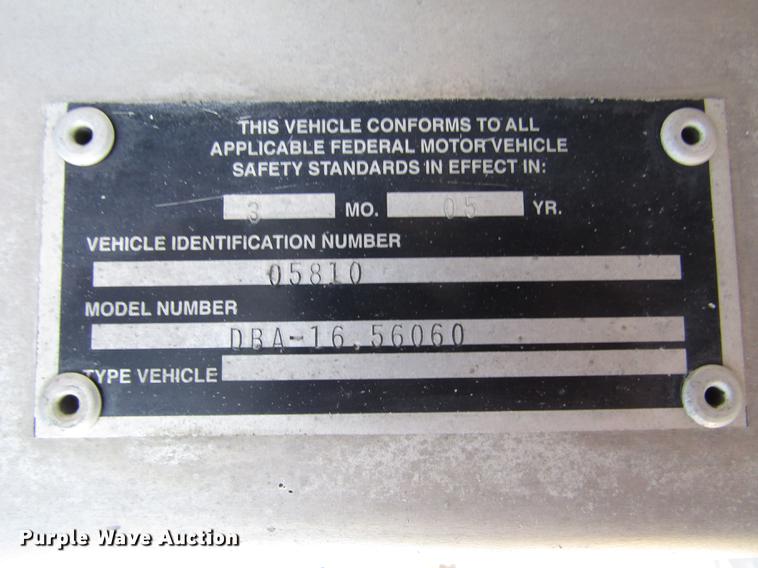 THIS VEHICLE CONFORMS TO ALL
APPLICABLE FEDERAL MOTOR VEHICLE
SAFETY STANDARDS IN EFFECT IN:
3 MO. 05 YR.
VEHICLE IDENTIFICATION NUMBER
05810
MODEL NUMBER
DBA-16.56060
TYPE VEHICLE
Purple Wave Auction